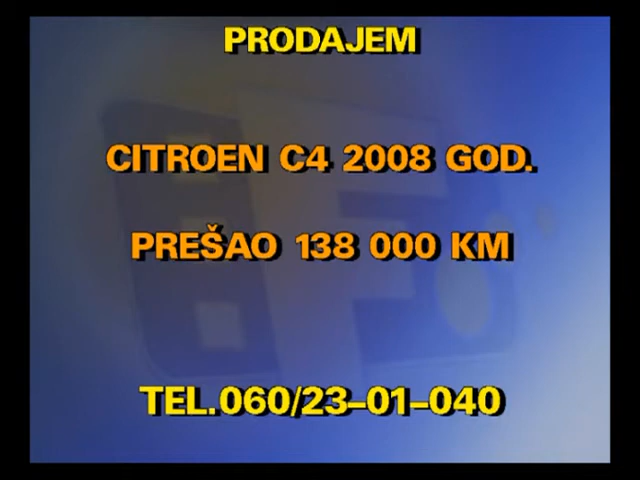 PRODAJEM
CITROEN C4 2008 GOD.
PREŠAO 138 000 KM
TEL.060/23-01-040